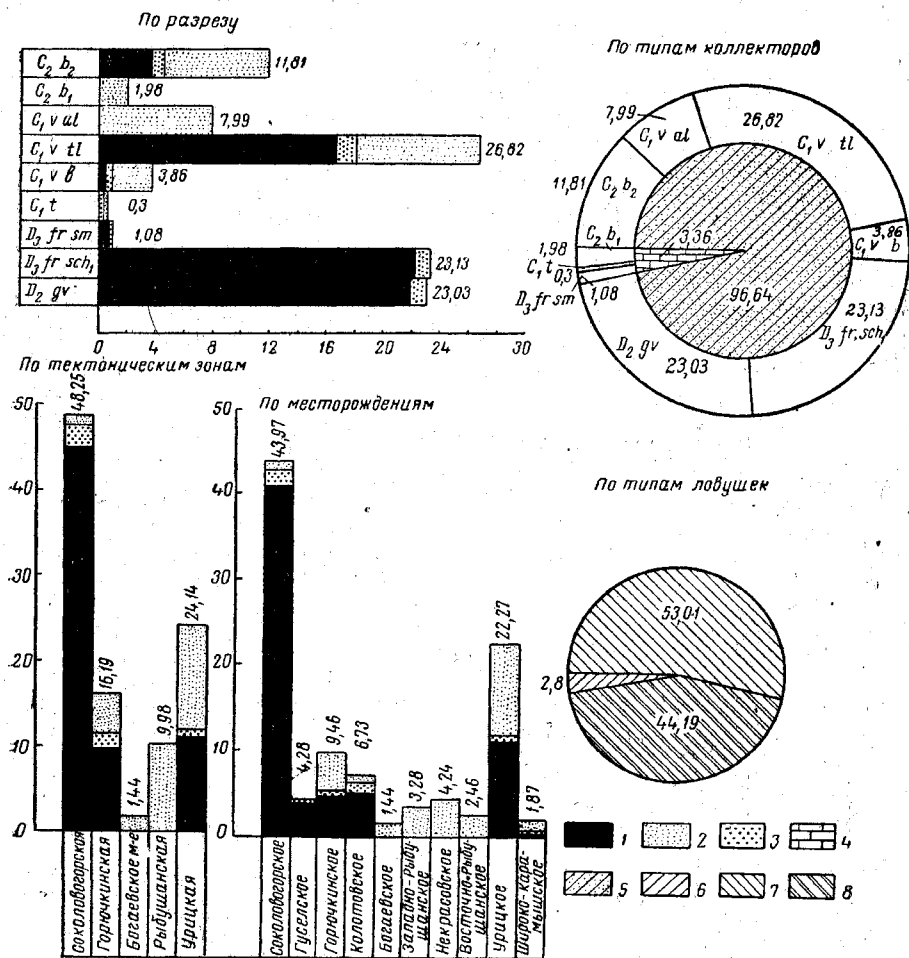 По разрезу
C₂ b₂ 11,81
C₂ b₁ 1,98
C₁ v al 7,99
C₁ v tl 26,82
C₁ v б 3,86
C₁ t 0,3
D₃ fr sm 1,08
D₃ fr sch₁ 23,13
D₂ gv 23,03
0 4 8 12 16 20 24 30
По типам коллекторов
7,99
C₁ v al
26,82
C₁ v tl
11,81
C₂ b₂
3,86
C₁ v b
1,98
C₂ b₁
3,36
C₁ t
0,3
D₃ fr sm
1,08
96,64
23,13
D₃ fr, sch₁
D₂ gv
23,03
По тектоническим зонам
50
40
30
20
10
0
48,25
16,19
1,44
9,98
24,14
Соколовогорская
Горючкинская
Богаевское м-е
Рыбушанская
Урицкая
По месторождениям
50
40
30
20
10
0
43,97
4,28
9,46
6,73
1,44
3,28
4,24
2,46
22,27
1,87
Соколовогорское
Гуселское
Горючкинское
Колотовское
Богаевское
Западно-Рыбу-
шанское
Некрасовское
Восточно-Рыбу-
шанское
Урицкое
Широко-кара-
мышское
По типам ловушек
53,01
2,8
44,19
1 2 3 4
5 6 7 8